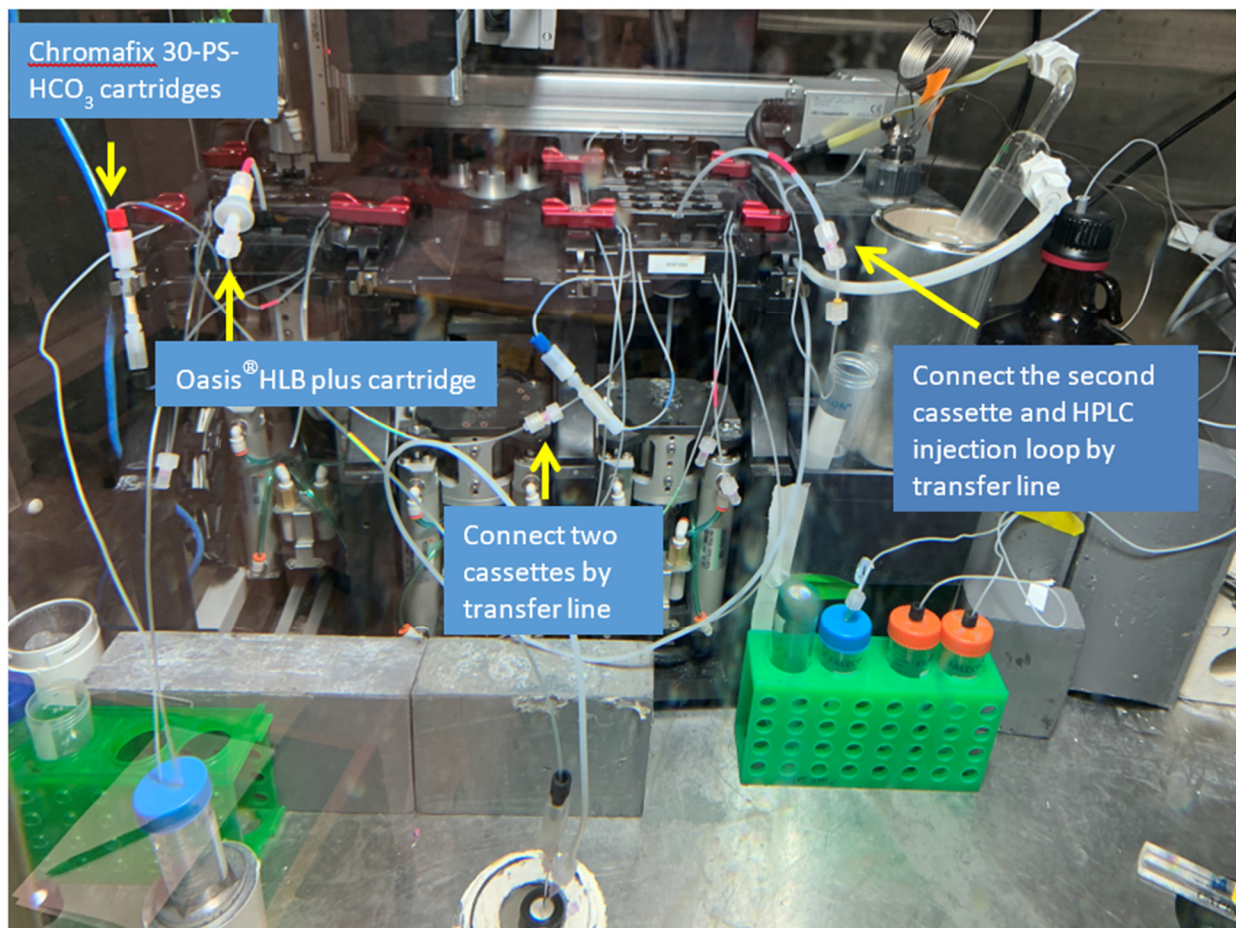 Chromafix 30-PS-
HCO3 cartridges
Oasis®HLB plus cartridge
Connect the second
cassette and HPLC
injection loop by
transfer line
Connect two
cassettes by
transfer line